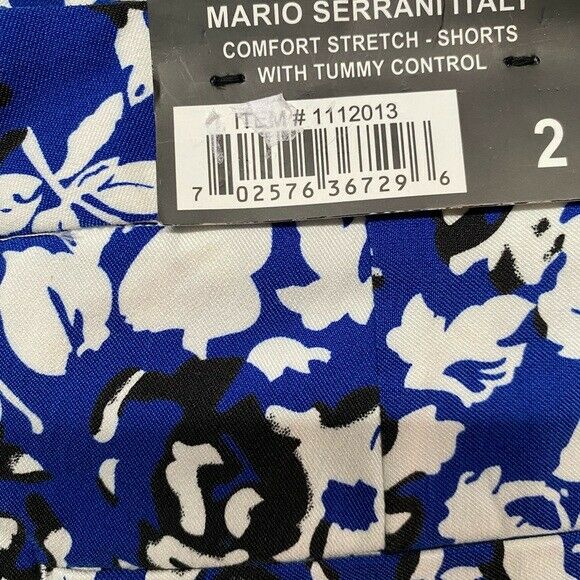 MARIO SERRANI ITALY
COMFORT STRETCH - SHORTS
WITH TUMMY CONTROL
ITEM # 1112013
7 02576 36729 6
2